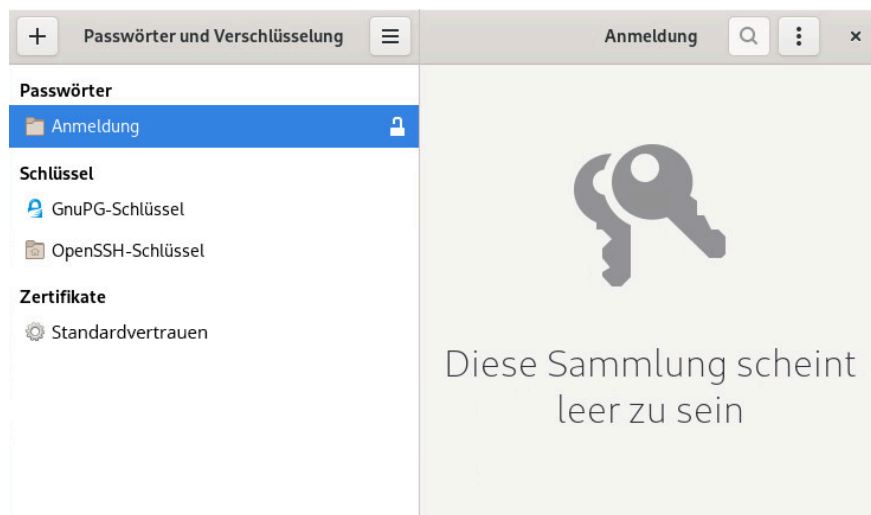 Passwörter und Verschlüsselung
Anmeldung
Passwörter
Anmeldung
Schlüssel
GnuPG-Schlüssel
OpenSSH-Schlüssel
Zertifikate
Standardvertrauen
Diese Sammlung scheint
leer zu sein